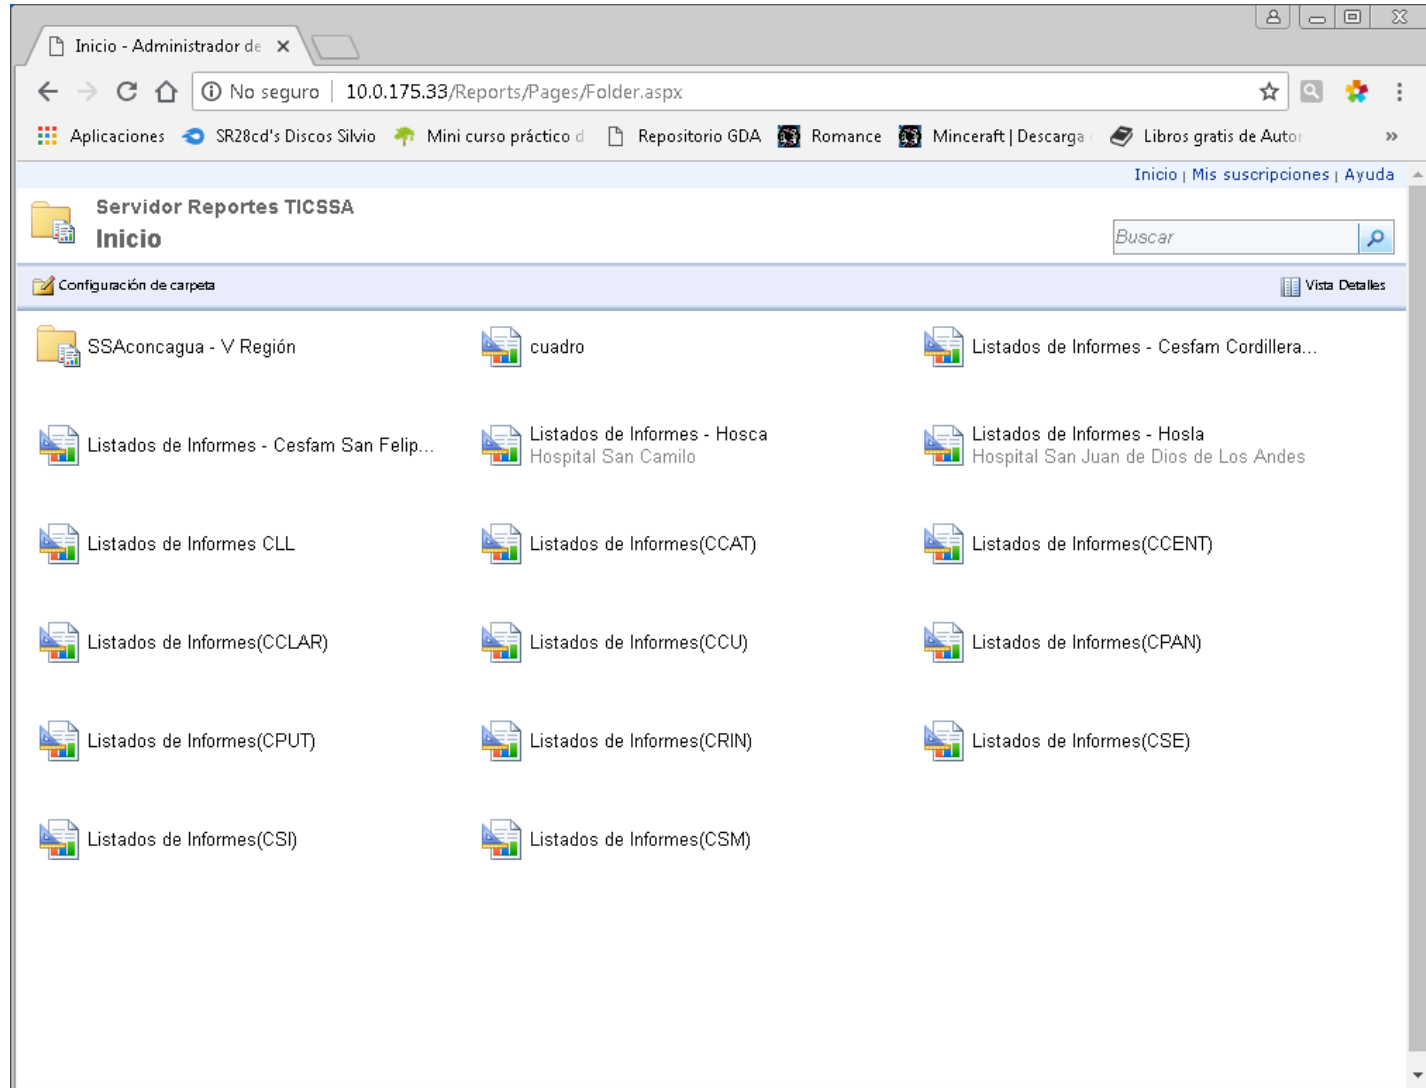 Inicio - Administrador de
No seguro | 10.0.175.33/Reports/Pages/Folder.aspx
Aplicaciones SR28cd's Discos Silvio Mini curso práctico d Repositorio GDA Romance Minceraft | Descarga Libros gratis de Autor »
Inicio | Mis suscripciones | Ayuda
Servidor Reportes TICSSA
Inicio
Buscar
Configuración de carpeta Vista Detalles
SSAconcagua - V Región cuadro Listados de Informes - Cesfam Cordillera...
Listados de Informes - Cesfam San Felip... Listados de Informes - Hosca Listados de Informes - Hosla
Hospital San Camilo Hospital San Juan de Dios de Los Andes
Listados de Informes CLL Listados de Informes(CCAT) Listados de Informes(CCENT)
Listados de Informes(CCLAR) Listados de Informes(CCU) Listados de Informes(CPAN)
Listados de Informes(CPUT) Listados de Informes(CRIN) Listados de Informes(CSE)
Listados de Informes(CSI) Listados de Informes(CSM)